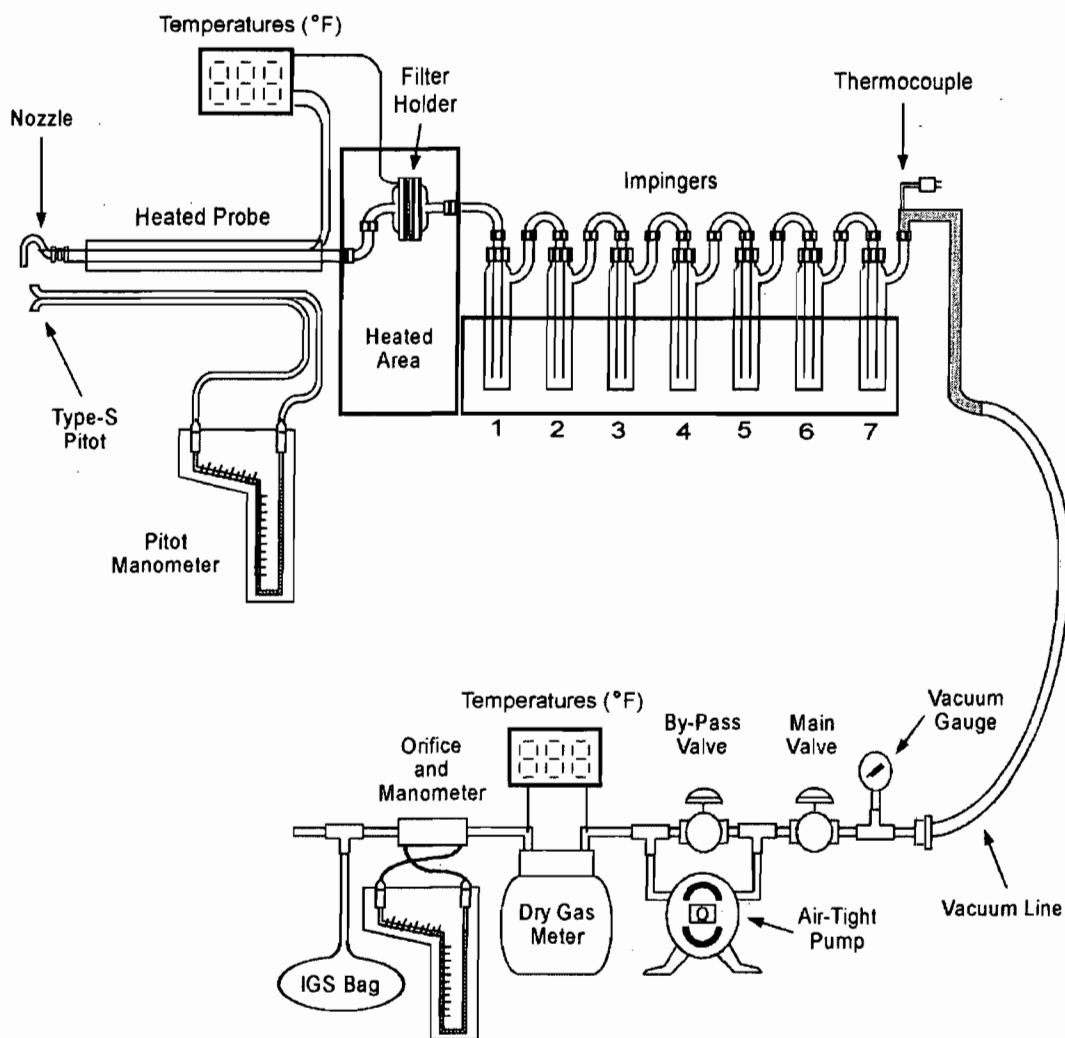 Temperatures (°F)
Filter
Holder
Thermocouple
Nozzle
Impingers
Heated Probe
Heated
Area
Type-S
Pitot
1 2 3 4 5 6 7
Pitot
Manometer
Temperatures (°F)
Vacuum
Gauge
By-Pass
Valve
Main
Valve
Orifice
and
Manometer
Dry Gas
Meter
Air-Tight
Pump
Vacuum Line
IGS Bag